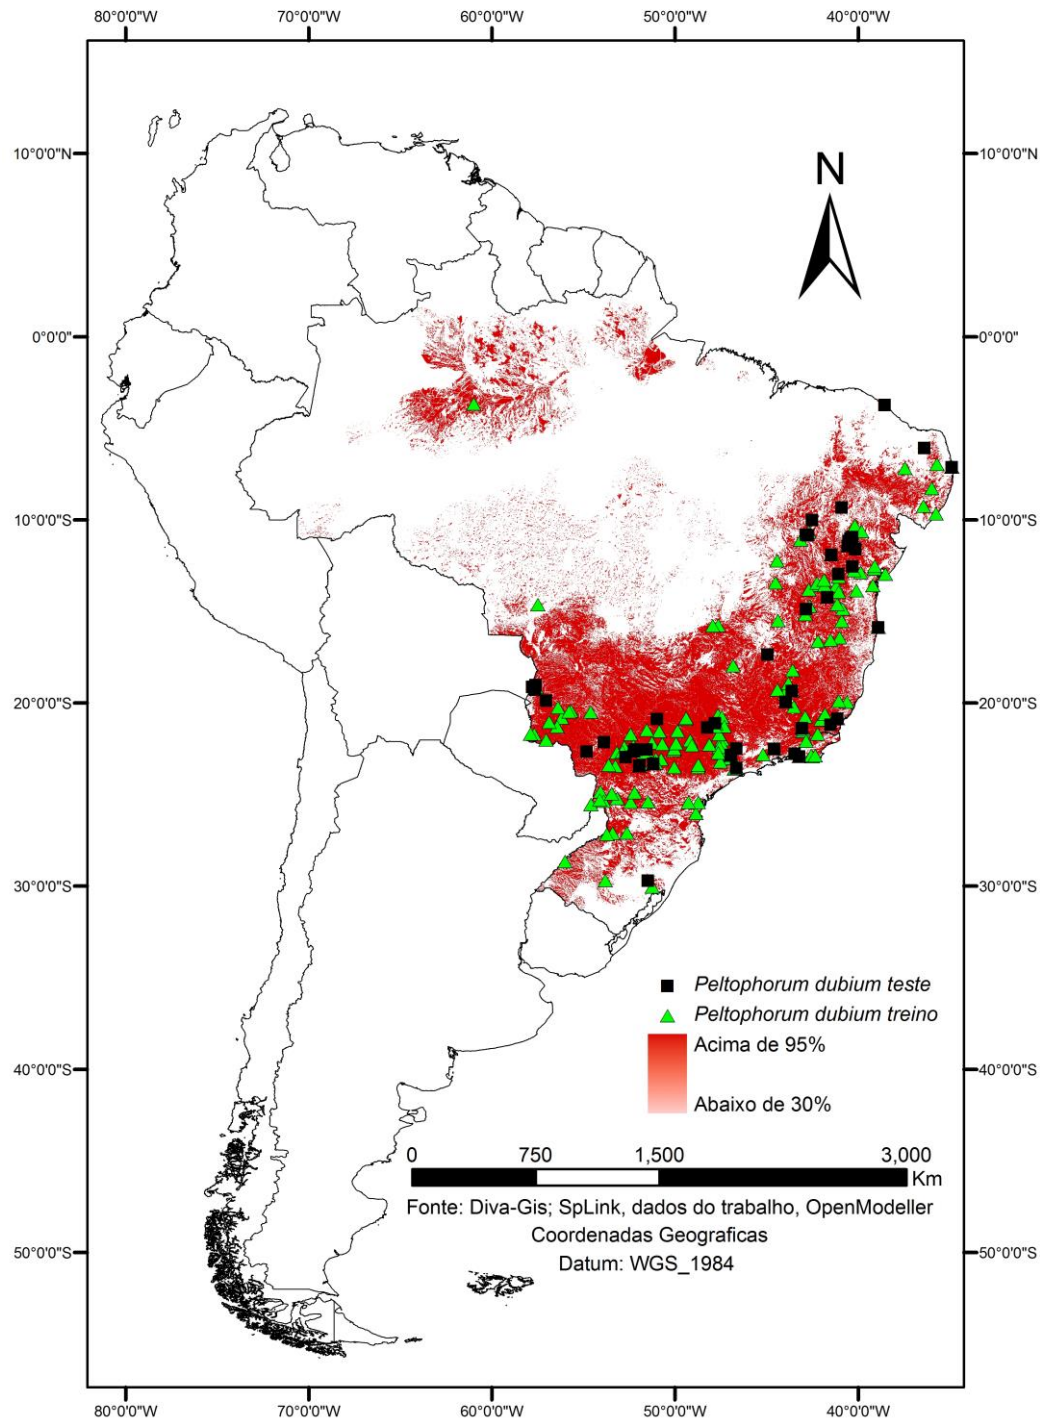 80°0'0"W 70°0'0"W 60°0'0"W 50°0'0"W 40°0'0"W
N
10°0'0"N 10°0'0"N
0°0'0" 0°0'0"
10°0'0"S 10°0'0"S
20°0'0"S 20°0'0"S
30°0'0"S 30°0'0"S
Peltophorum dubium teste
Peltophorum dubium treino
Acima de 95%
40°0'0"S 40°0'0"S
Abaixo de 30%
0 750 1,500 3,000
Km
Fonte: Diva-Gis; SpLink, dados do trabalho, OpenModeller
Coordenadas Geograficas
50°0'0"S 50°0'0"S
Datum: WGS_1984
80°0'0"W 70°0'0"W 60°0'0"W 50°0'0"W 40°0'0"W